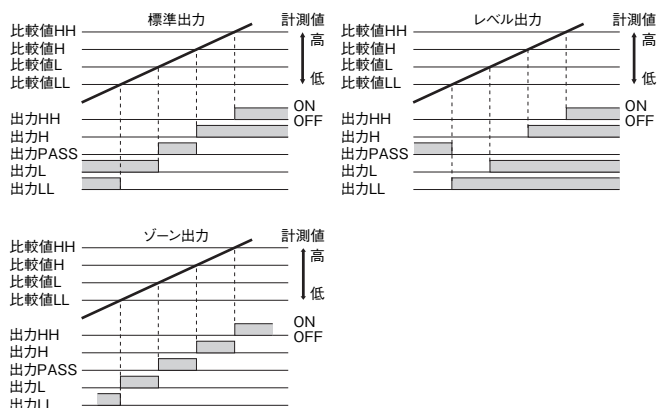 標準出力
計測値
比較値HH
比較値H
比較値L
比較値LL
高
低
出力HH
出力H
出力PASS
出力L
出力LL
ON
OFF
レベル出力
計測値
比較値HH
比較値H
比較値L
比較値LL
高
低
出力HH
出力H
出力PASS
出力L
出力LL
ON
OFF
ゾーン出力
計測値
比較値HH
比較値H
比較値L
比較値LL
高
低
出力HH
出力H
出力PASS
出力L
出力LL
ON
OFF